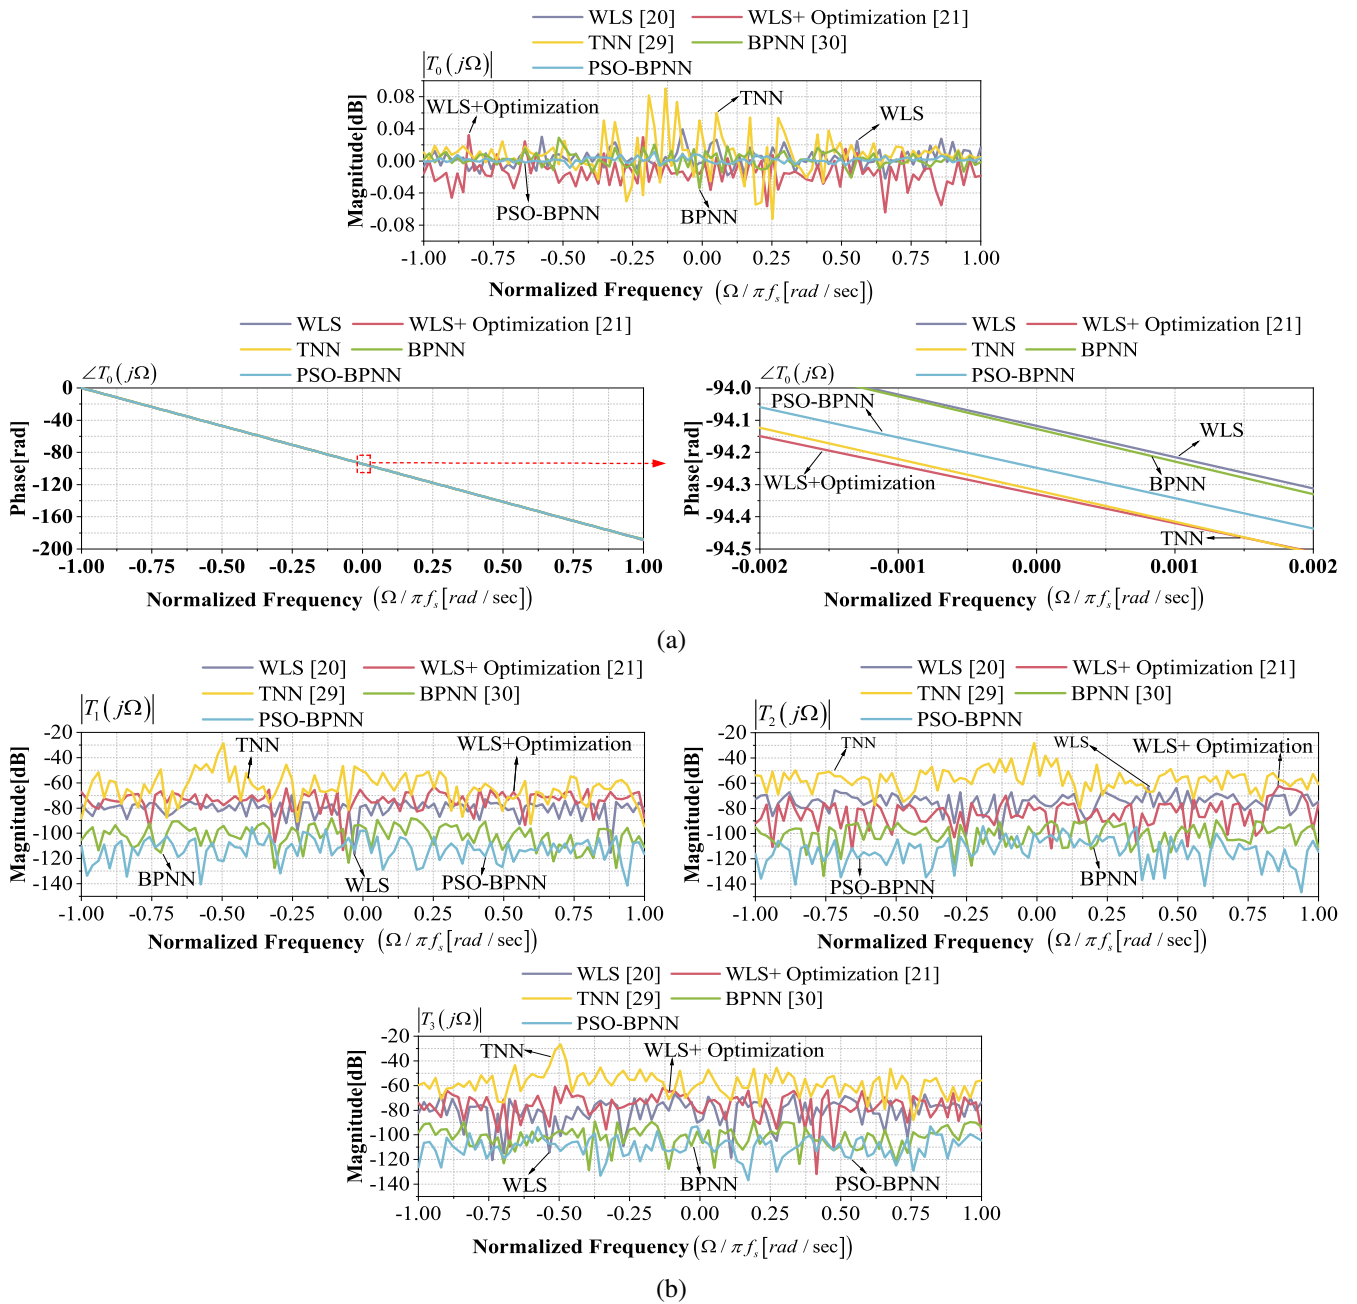 WLS [20] WLS+ Optimization [21]
TNN [29] BPNN [30]
PSO-BPNN
|T₀(jΩ)|
Magnitude[dB]
0.08
0.04
0.00
-0.04
-0.08
WLS+Optimization
TNN
WLS
PSO-BPNN
BPNN
-1.00 -0.75 -0.50 -0.25 0.00 0.25 0.50 0.75 1.00
Normalized Frequency (Ω / πfₛ[rad / sec])
WLS WLS+ Optimization [21]
TNN BPNN
PSO-BPNN
∠T₀(jΩ)
Phase[rad]
0
-40
-80
-120
-160
-200
-1.00 -0.75 -0.50 -0.25 0.00 0.25 0.50 0.75 1.00
Normalized Frequency (Ω / πfₛ[rad / sec])
WLS WLS+ Optimization [21]
TNN BPNN
PSO-BPNN
∠T₀(jΩ)
Phase[rad]
-94.0
-94.1
-94.2
-94.3
-94.4
-94.5
PSO-BPNN
WLS
WLS+Optimization
BPNN
TNN
-0.002 -0.001 0.000 0.001 0.002
Normalized Frequency (Ω / πfₛ[rad / sec])
(a)
WLS [20] WLS+ Optimization [21]
TNN [29] BPNN [30]
PSO-BPNN
|T₁(jΩ)|
Magnitude[dB]
-20
-40
-60
-80
-100
-120
-140
TNN
WLS+Optimization
BPNN
WLS
PSO-BPNN
-1.00 -0.75 -0.50 -0.25 0.00 0.25 0.50 0.75 1.00
Normalized Frequency (Ω / πfₛ[rad / sec])
WLS [20] WLS+ Optimization [21]
TNN [29] BPNN [30]
PSO-BPNN
|T₂(jΩ)|
Magnitude[dB]
-20
-40
-60
-80
-100
-120
-140
TNN
WLS
WLS+ Optimization
PSO-BPNN
BPNN
-1.00 -0.75 -0.50 -0.25 0.00 0.25 0.50 0.75 1.00
Normalized Frequency (Ω / πfₛ[rad / sec])
WLS [20] WLS+ Optimization [21]
TNN [29] BPNN [30]
PSO-BPNN
|T₃(jΩ)|
Magnitude[dB]
-20
-40
-60
-80
-100
-120
-140
TNN
WLS+ Optimization
WLS
BPNN
PSO-BPNN
-1.00 -0.75 -0.50 -0.25 0.00 0.25 0.50 0.75 1.00
Normalized Frequency (Ω / πfₛ[rad / sec])
(b)